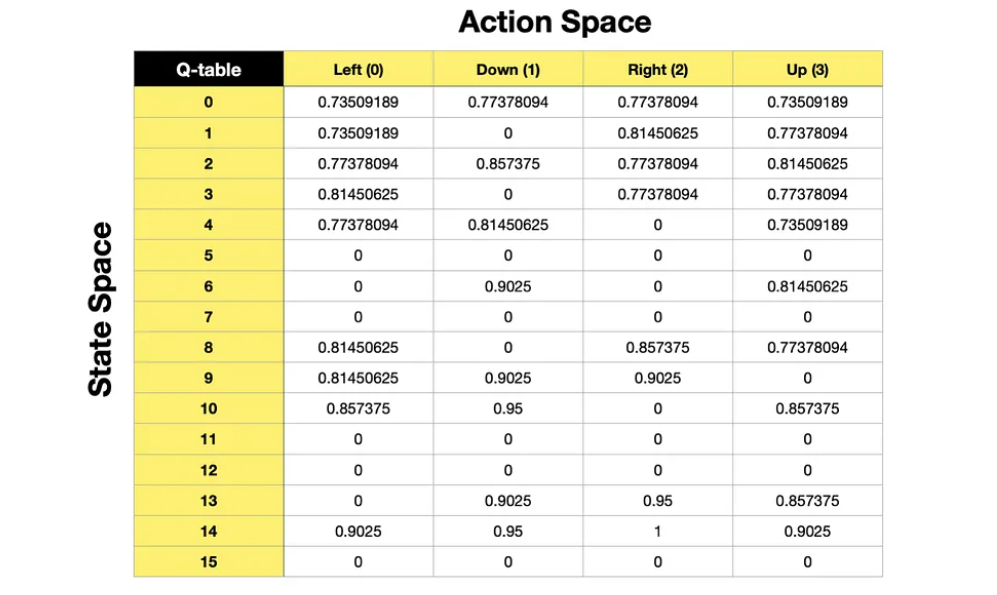 Action Space
Q-table Left (0) Down (1) Right (2) Up (3)
0 0.73509189 0.77378094 0.77378094 0.73509189
1 0.73509189 0 0.81450625 0.77378094
2 0.77378094 0.857375 0.77378094 0.81450625
3 0.81450625 0 0.77378094 0.77378094
4 0.77378094 0.81450625 0 0.73509189
5 0 0 0 0
6 0 0.9025 0 0.81450625
7 0 0 0 0
8 0.81450625 0 0.857375 0.77378094
9 0.81450625 0.9025 0.9025 0
10 0.857375 0.95 0 0.857375
11 0 0 0 0
12 0 0 0 0
13 0 0.9025 0.95 0.857375
14 0.9025 0.95 1 0.9025
15 0 0 0 0
State Space